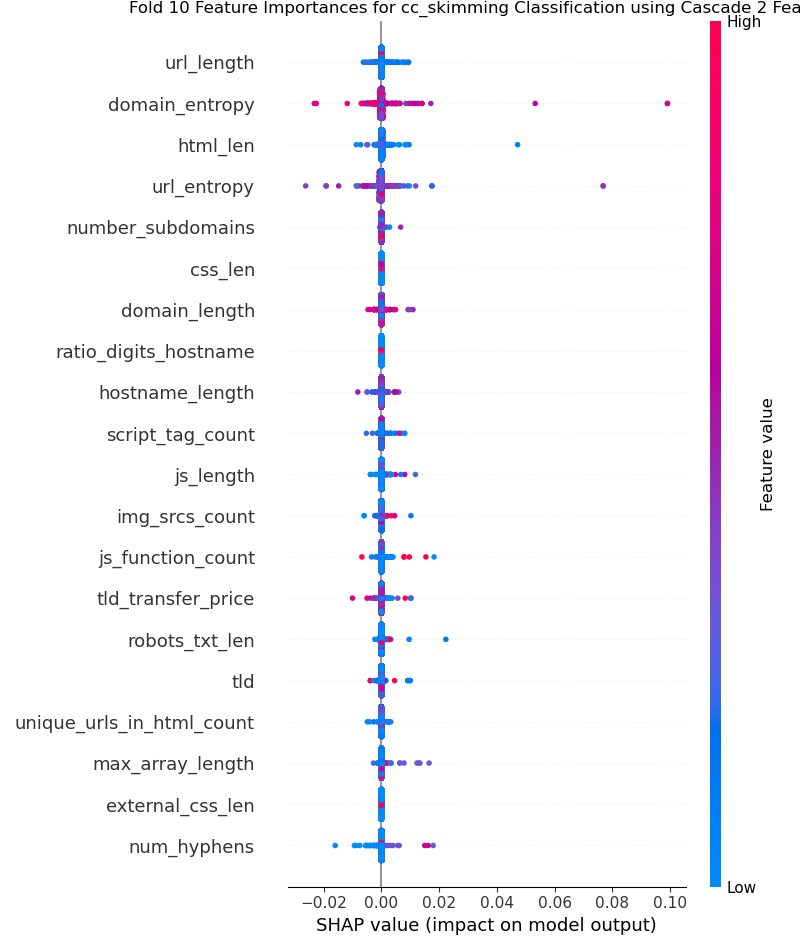 Fold 10 Feature Importances for cc_skimming Classification using Cascade 2 Fea
High
url_length
domain_entropy
html_len
url_entropy
number_subdomains
css_len
domain_length
ratio_digits_hostname
hostname_length
script_tag_count
js_length
img_srcs_count
js_function_count
tld_transfer_price
robots_txt_len
tld
unique_urls_in_html_count
max_array_length
external_css_len
num_hyphens
Feature value
Low
−0.02 0.00 0.02 0.04 0.06 0.08 0.10
SHAP value (impact on model output)